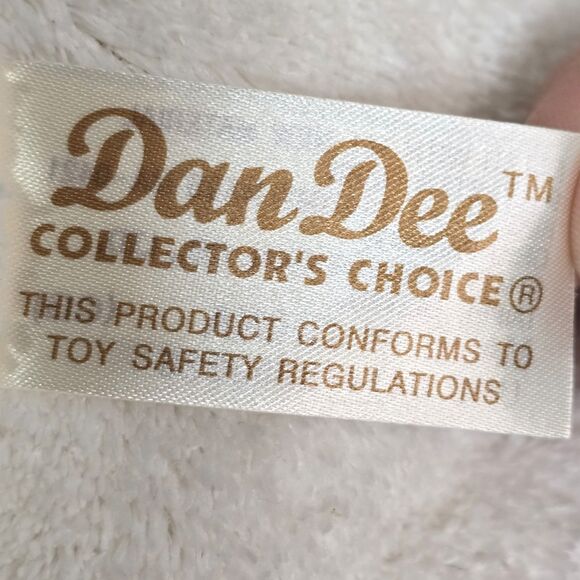 Dan Dee™
COLLECTOR'S CHOICE®
THIS PRODUCT CONFORMS TO
TOY SAFETY REGULATIONS